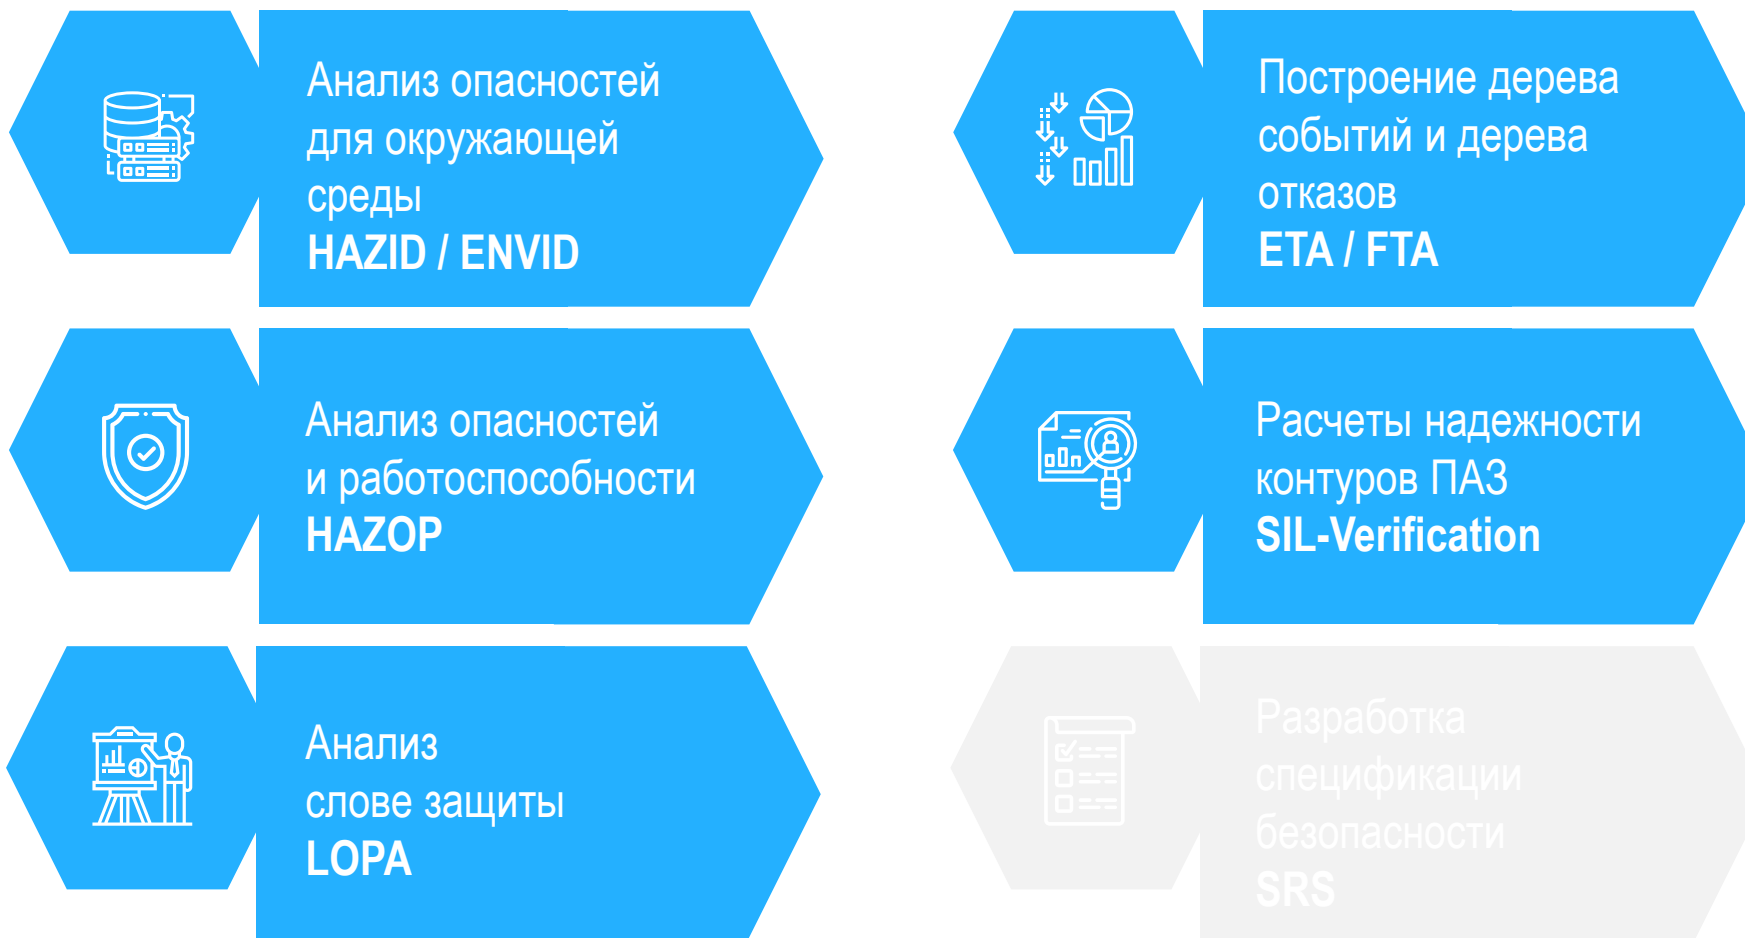 Анализ опасностей
для окружающей
среды
HAZID / ENVID
Анализ опасностей
и работоспособности
HAZOP
Анализ
слове защиты
LOPA
Построение дерева
событий и дерева
отказов
ETA / FTA
Расчеты надежности
контуров ПАЗ
SIL-Verification
Разработка
спецификации
безопасности
SRS